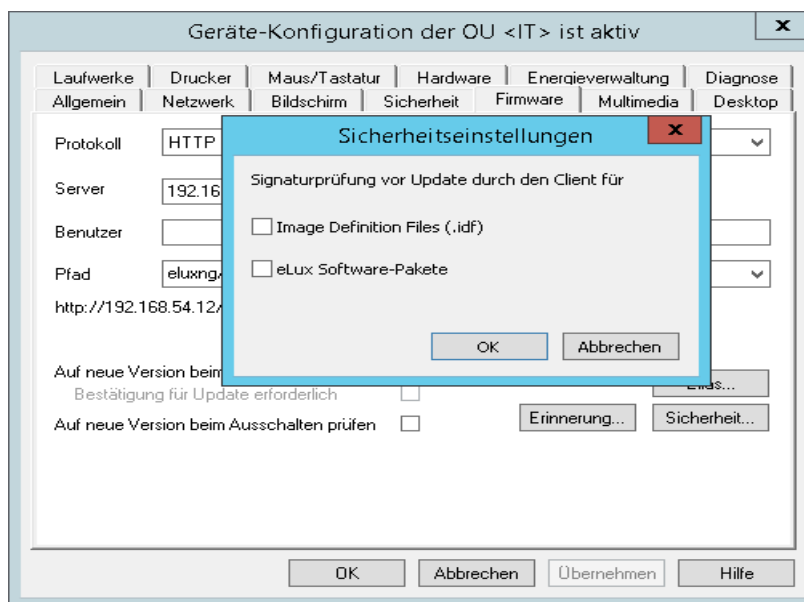 Geräte-Konfiguration der OU <IT> ist aktiv
x
Laufwerke Drucker Maus/Tastatur Hardware Energieverwaltung Diagnose
Allgemein Netzwerk Bildschirm Sicherheit Firmware Multimedia Desktop
Protokoll HTTP
Server 192.16
Benutzer
Pfad eluxng/
http://192.168.54.12/
Sicherheitseinstellungen
x
Signaturprüfung vor Update durch den Client für
Image Definition Files (.idf)
eLux Software-Pakete
OK Abbrechen
Auf neue Version beim
Bestätigung für Update erforderlich
Auf neue Version beim Ausschalten prüfen
Erinnerung... Sicherheit...
OK Abbrechen Übernehmen Hilfe